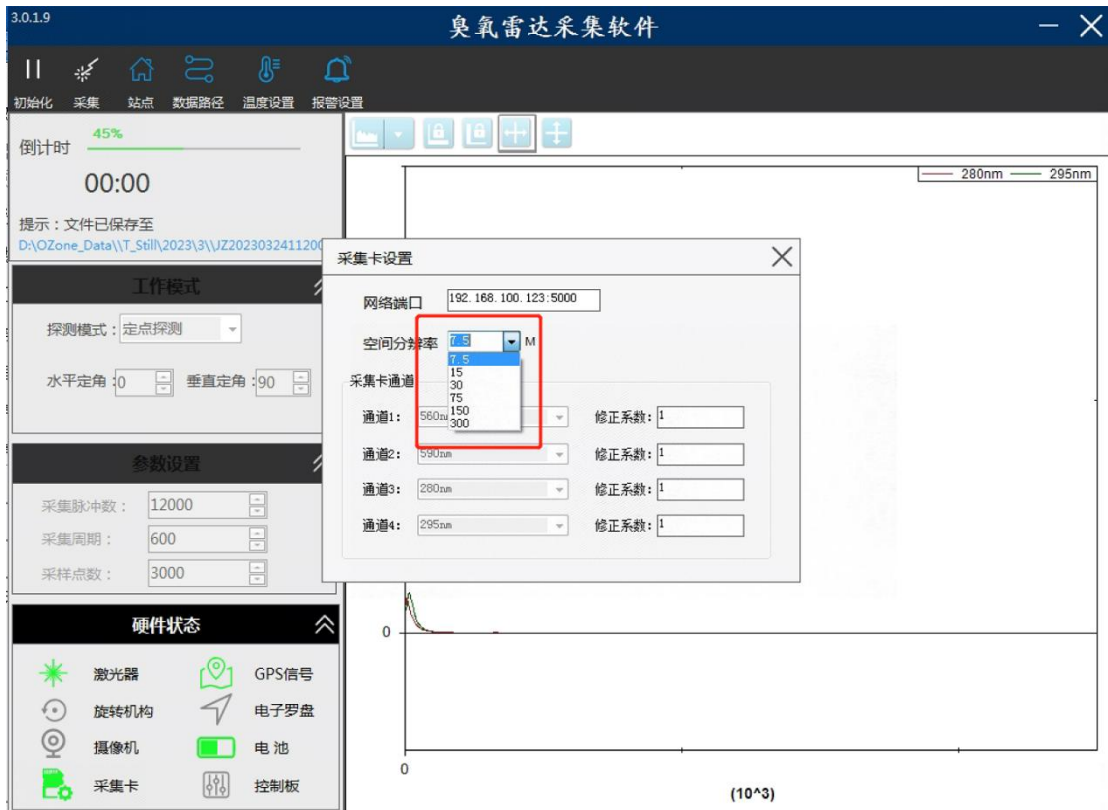 3.0.1.9
臭氧雷达采集软件
初始化 采集 站点 数据路径 温度设置 报警设置
倒计时 45%
00:00
提示：文件已保存至
D:\OZone_Data\\T_Still\2023\3\\JZ20230324112000
工作模式
探测模式：定点探测
水平定角：0 垂直定角：90
参数设置
采集脉冲数： 12000
采集周期： 600
采样点数： 3000
硬件状态
激光器 GPS信号
旋转机构 电子罗盘
摄像机 电池
采集卡 控制板
280nm 295nm
采集卡设置
网络端口 192.168.100.123:5000
空间分辨率 7.5 M
7.5
15
30
75
150
300
采集卡通道
通道1: 560nm 修正系数: 1
通道2: 590nm 修正系数: 1
通道3: 280nm 修正系数: 1
通道4: 295nm 修正系数: 1
0
0
(10^3)